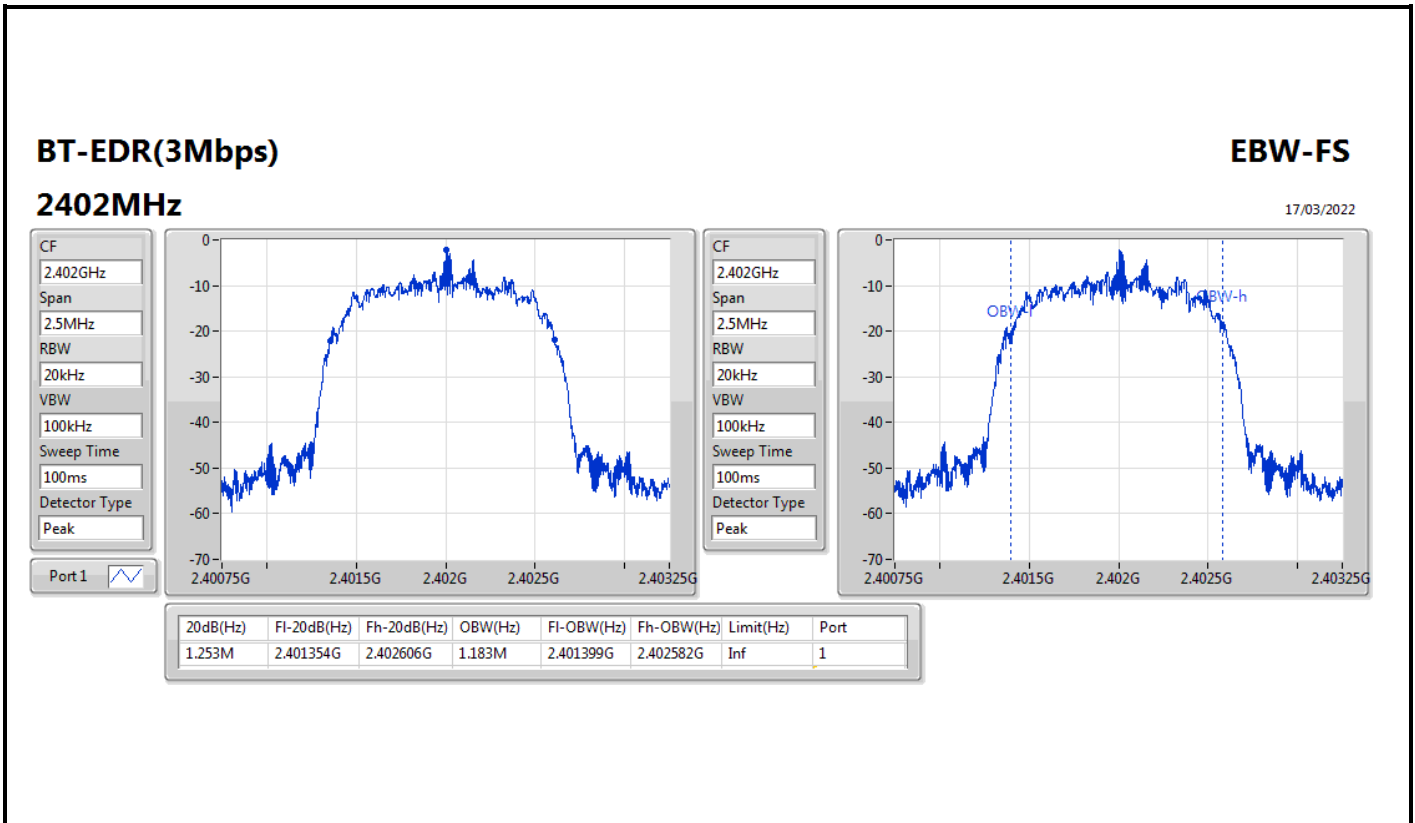 BT-EDR(3Mbps)
EBW-FS
2402MHz
17/03/2022
CF
2.402GHz
Span
2.5MHz
RBW
20kHz
VBW
100kHz
Sweep Time
100ms
Detector Type
Peak
Port 1
0
-10
-20
-30
-40
-50
-60
-70
2.40075G 2.4015G 2.402G 2.4025G 2.40325G
CF
2.402GHz
Span
2.5MHz
RBW
20kHz
VBW
100kHz
Sweep Time
100ms
Detector Type
Peak
0
-10
-20
-30
-40
-50
-60
-70
OBW-l
OBW-h
2.40075G 2.4015G 2.402G 2.4025G 2.40325G
20dB(Hz) Fl-20dB(Hz) Fh-20dB(Hz) OBW(Hz) Fl-OBW(Hz) Fh-OBW(Hz) Limit(Hz) Port
1.253M 2.401354G 2.402606G 1.183M 2.401399G 2.402582G Inf 1